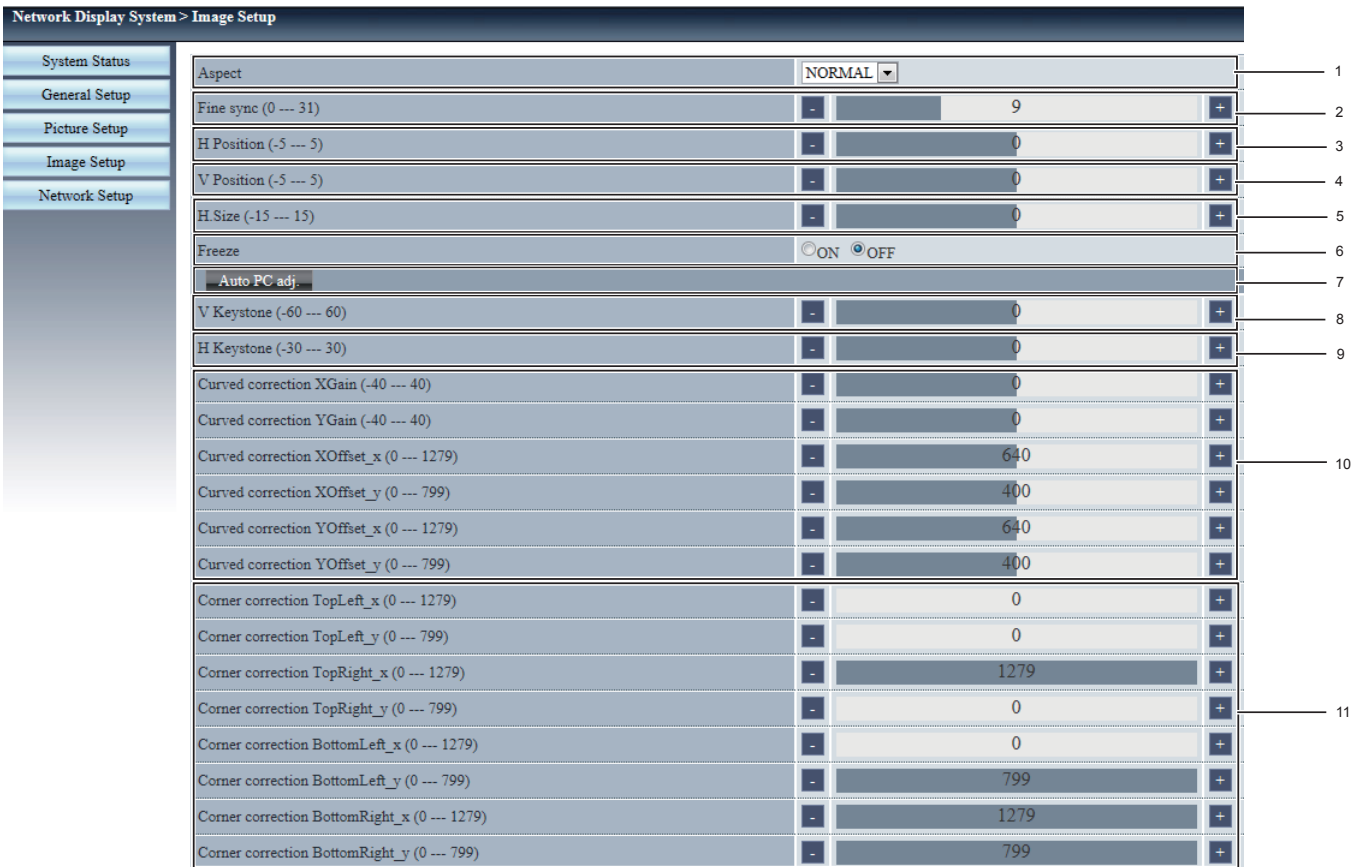 Network Display System > Image Setup
System Status
General Setup
Picture Setup
Image Setup
Network Setup
Aspect NORMAL 1
Fine sync (0 --- 31) - 9 + 2
H Position (-5 --- 5) - 0 + 3
V Position (-5 --- 5) - 0 + 4
H.Size (-15 --- 15) - 0 + 5
Freeze ON OFF 6
Auto PC adj. 7
V Keystone (-60 --- 60) - 0 + 8
H Keystone (-30 --- 30) - 0 + 9
Curved correction XGain (-40 --- 40) - 0 +
Curved correction YGain (-40 --- 40) - 0 +
Curved correction XOffset_x (0 --- 1279) - 640 + 10
Curved correction XOffset_y (0 --- 799) - 400 +
Curved correction YOffset_x (0 --- 1279) - 640 +
Curved correction YOffset_y (0 --- 799) - 400 +
Corner correction TopLeft_x (0 --- 1279) - 0 +
Corner correction TopLeft_y (0 --- 799) - 0 +
Corner correction TopRight_x (0 --- 1279) - 1279 +
Corner correction TopRight_y (0 --- 799) - 0 + 11
Corner correction BottomLeft_x (0 --- 1279) - 0 +
Corner correction BottomLeft_y (0 --- 799) - 799 +
Corner correction BottomRight_x (0 --- 1279) - 1279 +
Corner correction BottomRight_y (0 --- 799) - 799 +